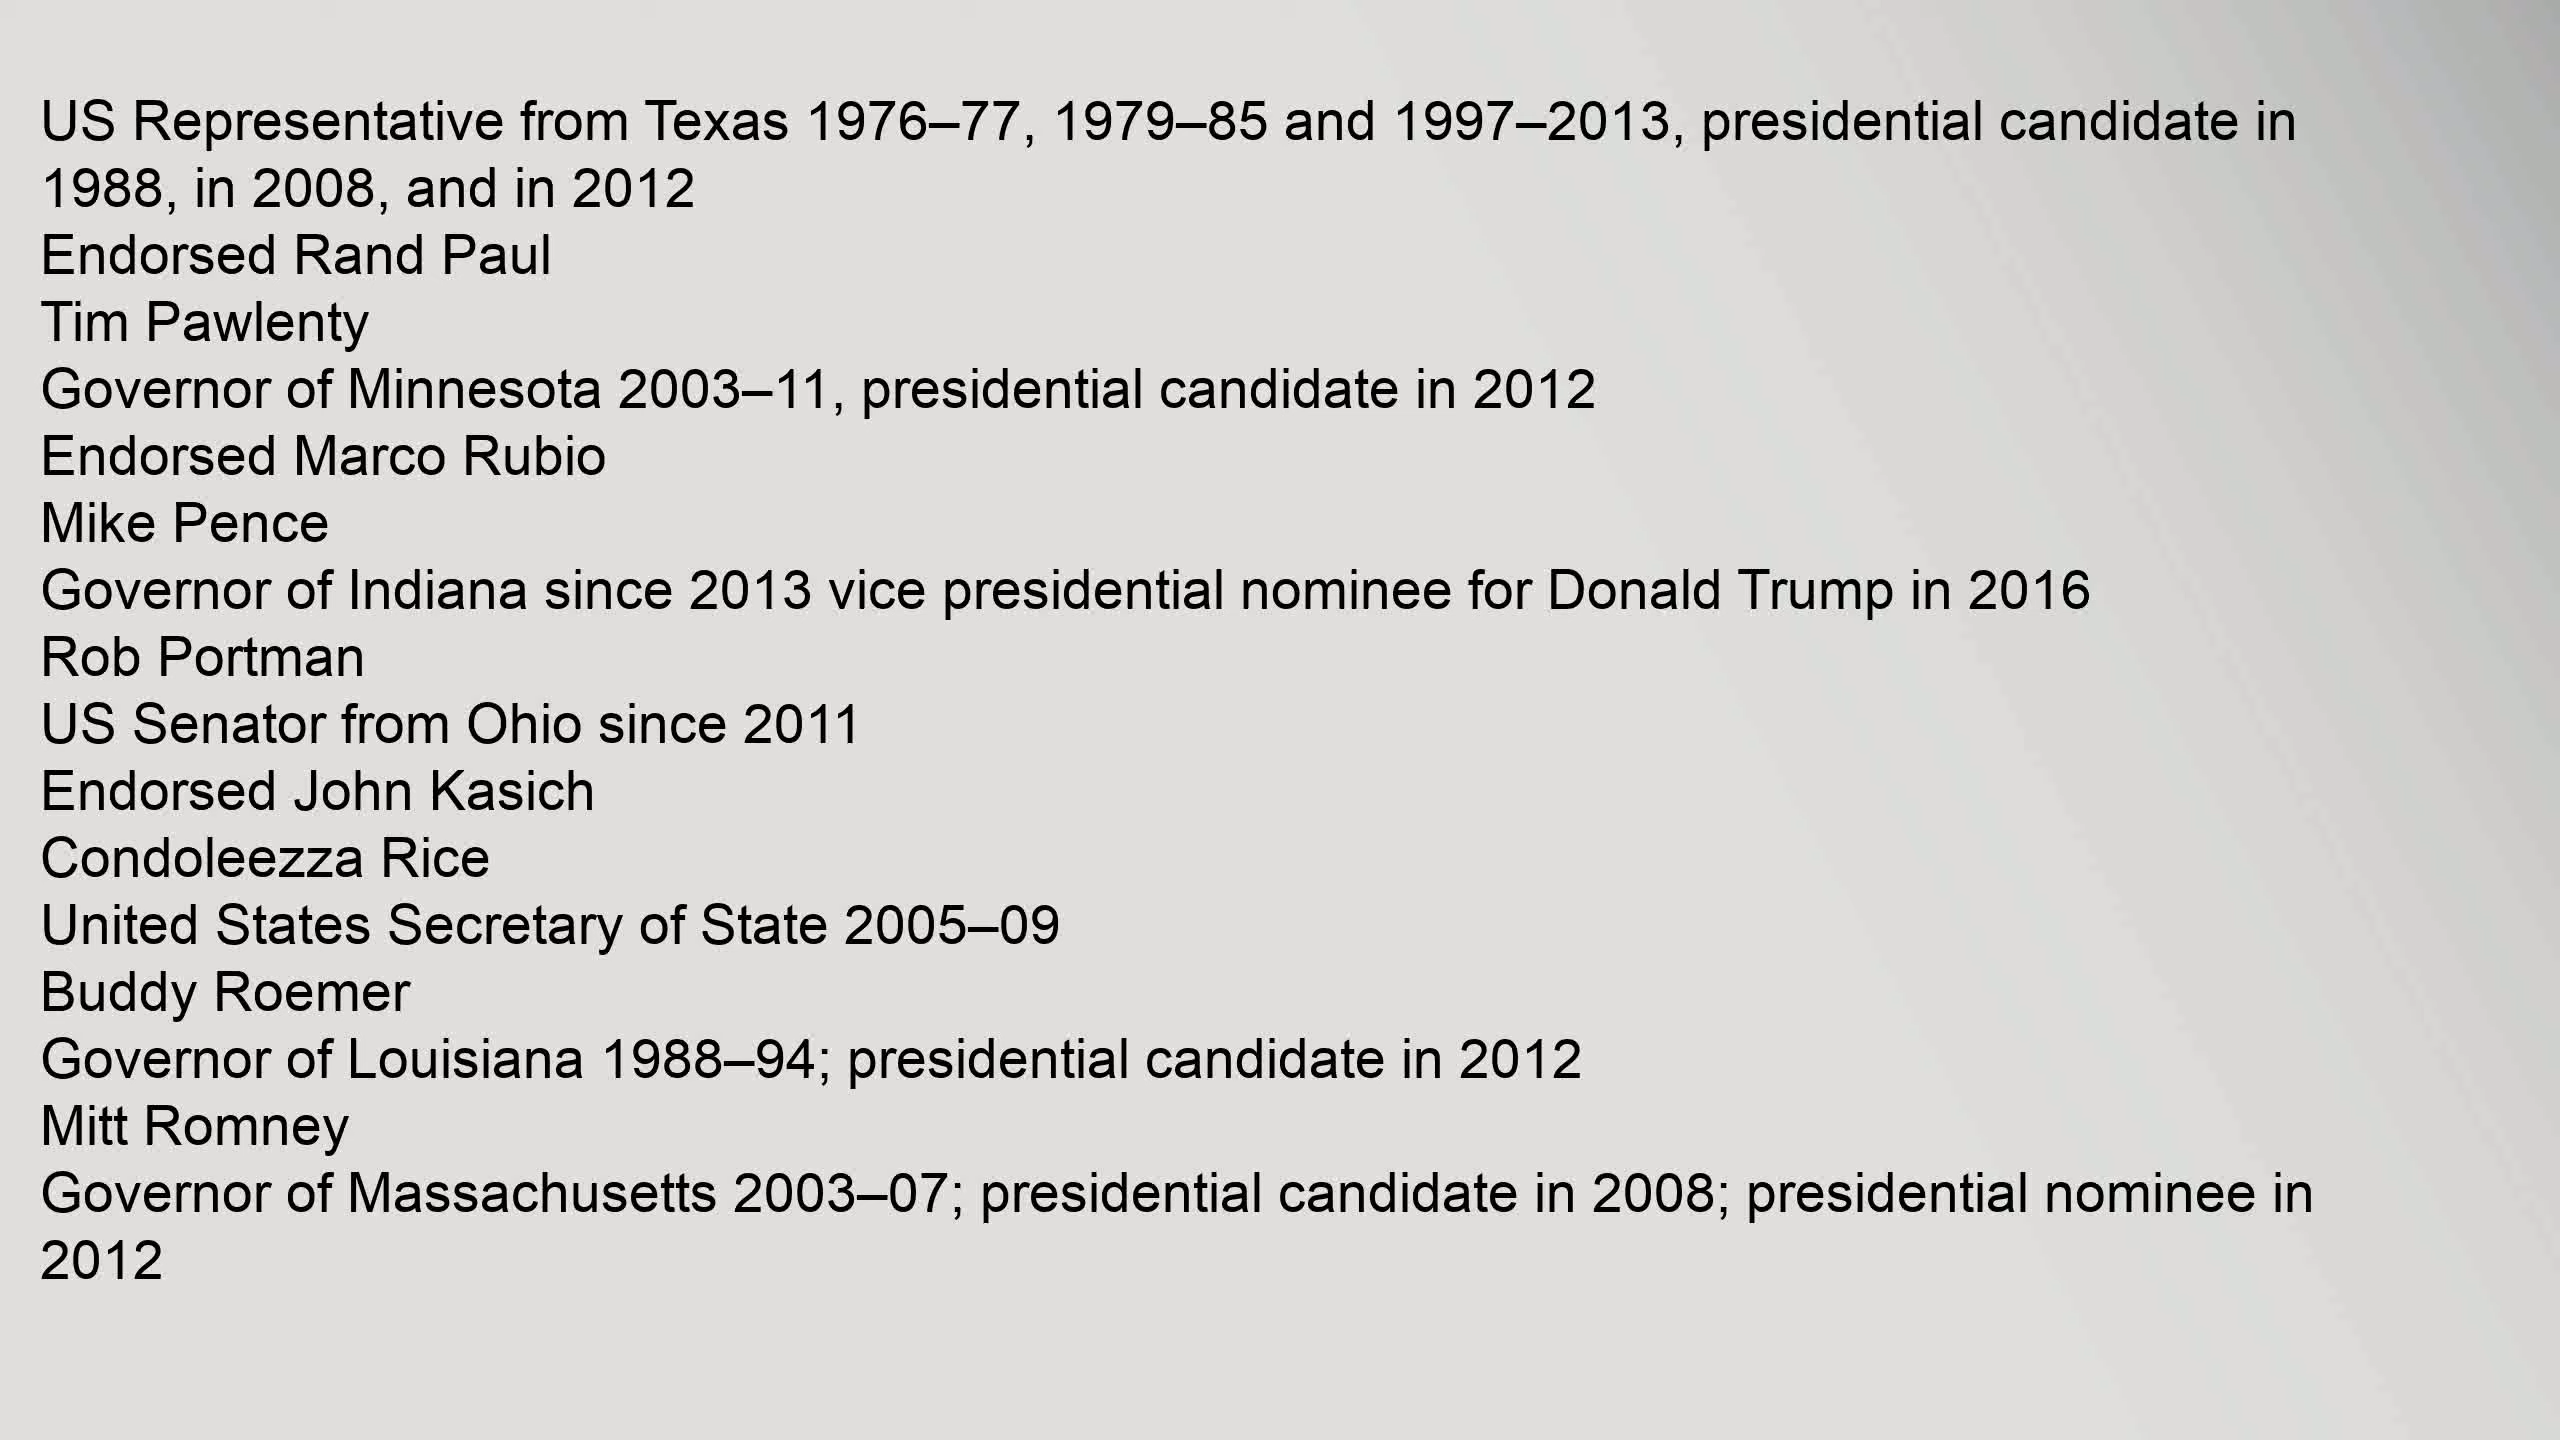 US Representative from Texas 1976–77, 1979–85 and 1997–2013, presidential candidate in
1988, in 2008, and in 2012
Endorsed Rand Paul
Tim Pawlenty
Governor of Minnesota 2003–11, presidential candidate in 2012
Endorsed Marco Rubio
Mike Pence
Governor of Indiana since 2013 vice presidential nominee for Donald Trump in 2016
Rob Portman
US Senator from Ohio since 2011
Endorsed John Kasich
Condoleezza Rice
United States Secretary of State 2005–09
Buddy Roemer
Governor of Louisiana 1988–94; presidential candidate in 2012
Mitt Romney
Governor of Massachusetts 2003–07; presidential candidate in 2008; presidential nominee in
2012